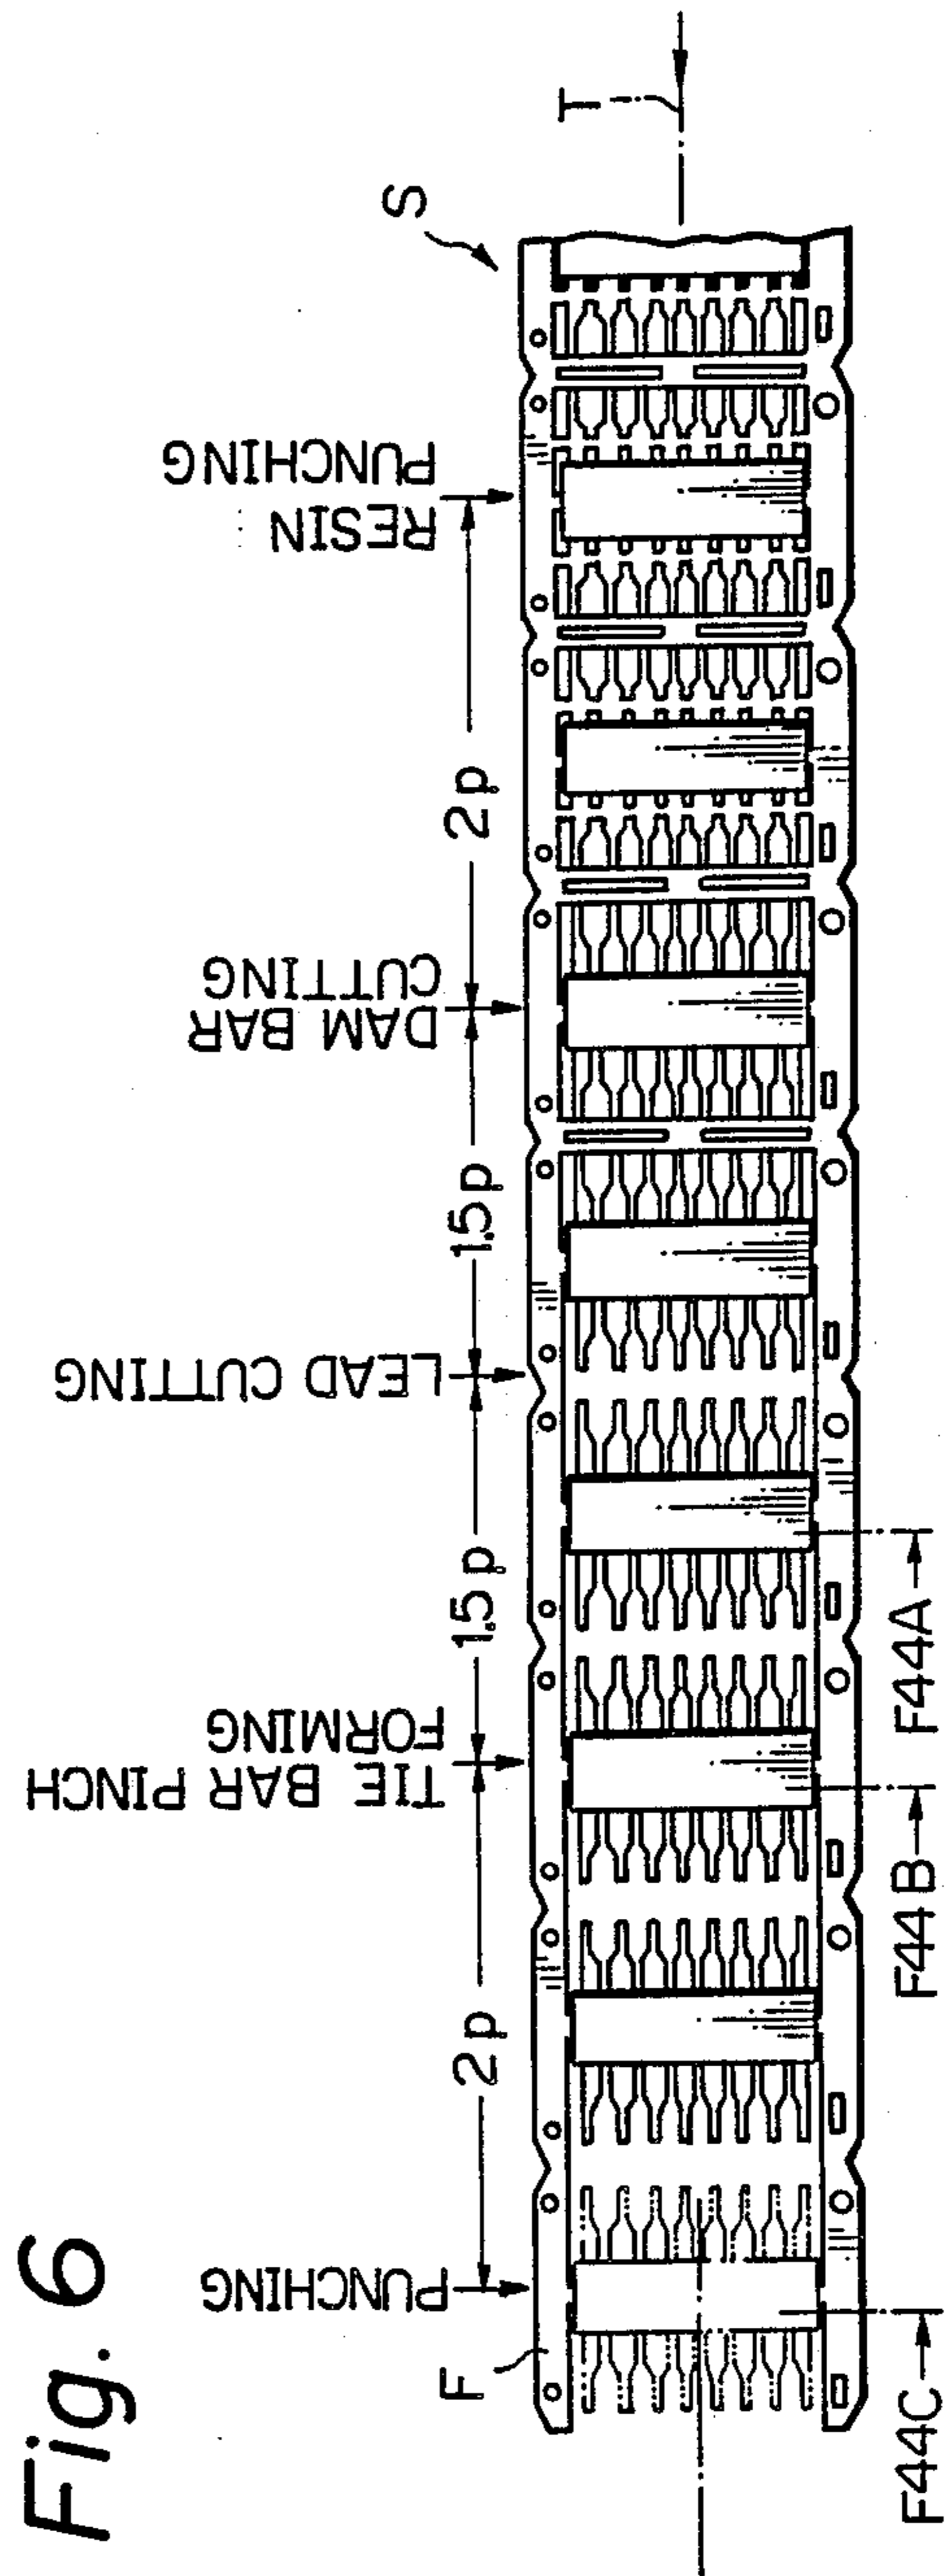 Fig. 6
PUNCHING
TIE BAR PINCH
FORMING
LEAD CUTTING
DAM BAR
CUTTING
RESIN
PUNCHING
2p
1.5p
1.5p
2p
F
S
T
F44C
F44B
F44A